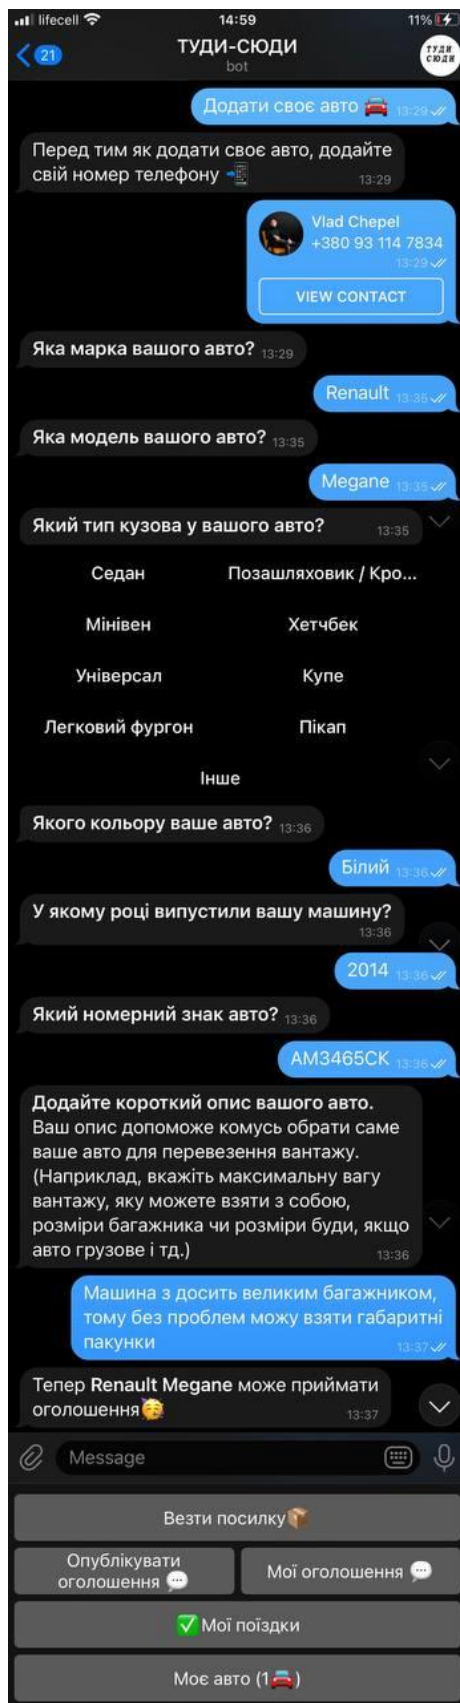 lifecell 14:59 11%
21 ТУДИ-СЮДИ
bot
ТУДИ
СЮДИ
Додати своє авто 🚘 13:29
Перед тим як додати своє авто, додайте
свій номер телефону 📲 13:29
Vlad Chepel
+380 93 114 7834
13:29
VIEW CONTACT
Яка марка вашого авто? 13:29
Renault 13:35
Яка модель вашого авто? 13:35
Megane 13:35
Який тип кузова у вашого авто? 13:35
Седан Позашляховик / Кро...
Мінівен Хетчбек
Універсал Купе
Легковий фургон Пікап
Інше
Якого кольору ваше авто? 13:36
Білий 13:36
У якому році випустили вашу машину?
13:36
2014 13:36
Який номерний знак авто? 13:36
АМ3465СК 13:36
Додайте короткий опис вашого авто.
Ваш опис допоможе комусь обрати саме
ваше авто для перевезення вантажу.
(Наприклад, вкажіть максимальну вагу
вантажу, яку можете взяти з собою,
розміри багажника чи розміри буди, якщо
авто грузове і тд.) 13:36
Машина з досить великим багажником,
тому без проблем можу взяти габаритні
пакунки 13:37
Тепер Renault Megane може приймати
оголошення🥳 13:37
Message
Везти посилку📦
Опублікувати
оголошення 💬
Мої оголошення 💬
✅Мої поїздки
Моє авто (1🚘)